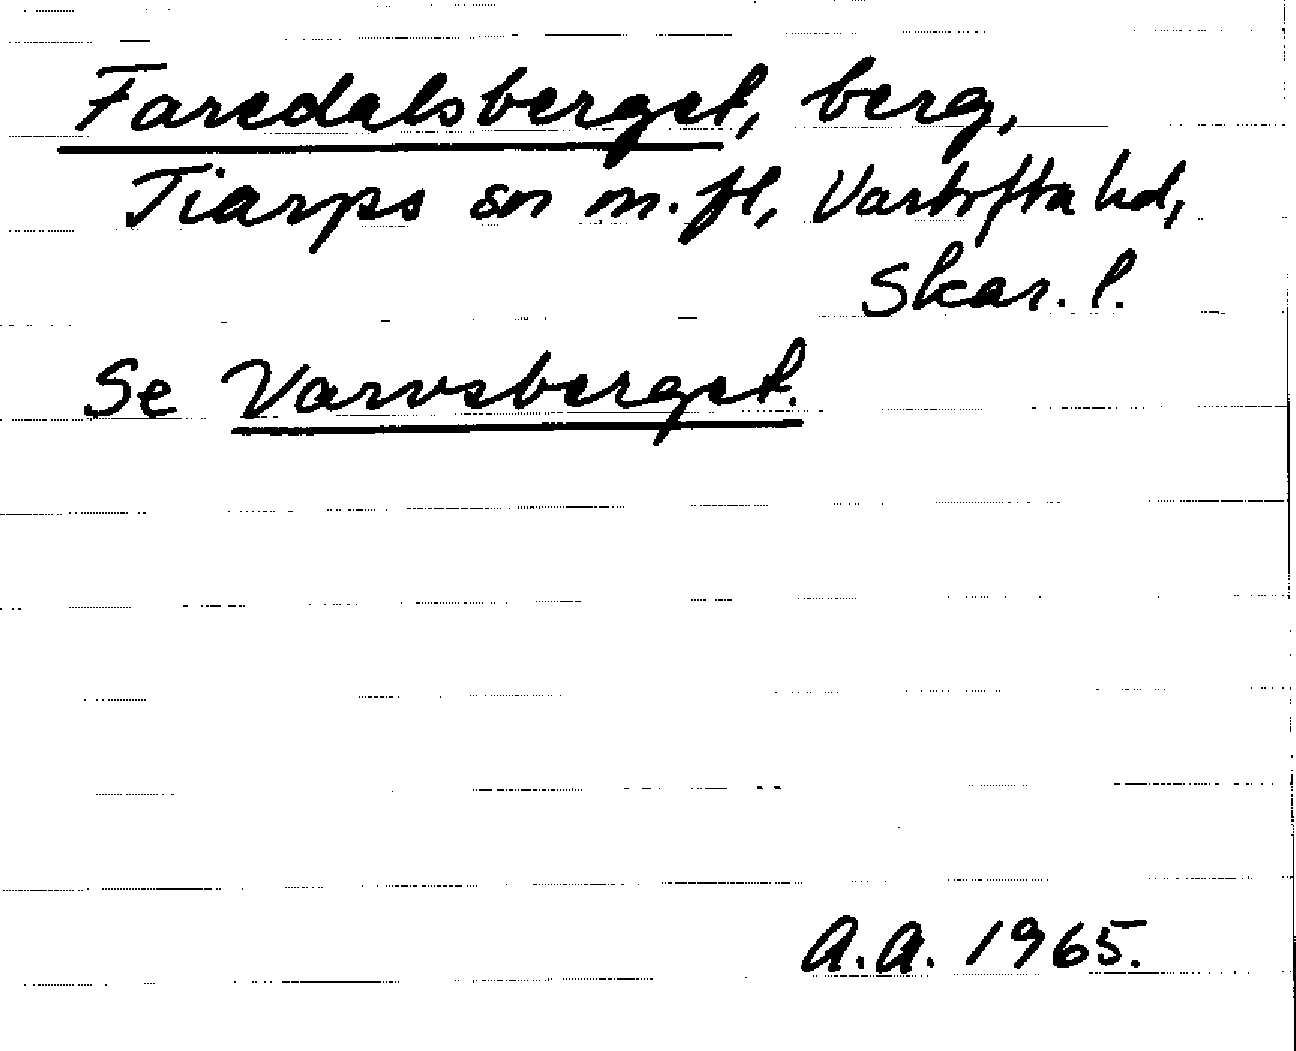 Faredalsberget, berg,
Tiarps sn m.fl, Vartofta hd,
Skar. l.
Se Varvsberget.
A.A. 1965.